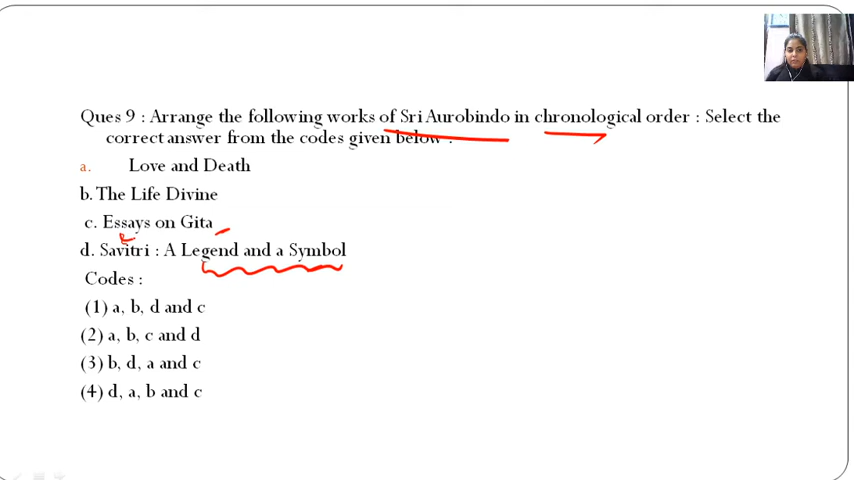 Ques 9 : Arrange the following works of Sri Aurobindo in chronological order : Select the
correct answer from the codes given below :
a. Love and Death
b. The Life Divine
c. Essays on Gita
d. Savitri : A Legend and a Symbol
Codes :
(1) a, b, d and c
(2) a, b, c and d
(3) b, d, a and c
(4) d, a, b and c